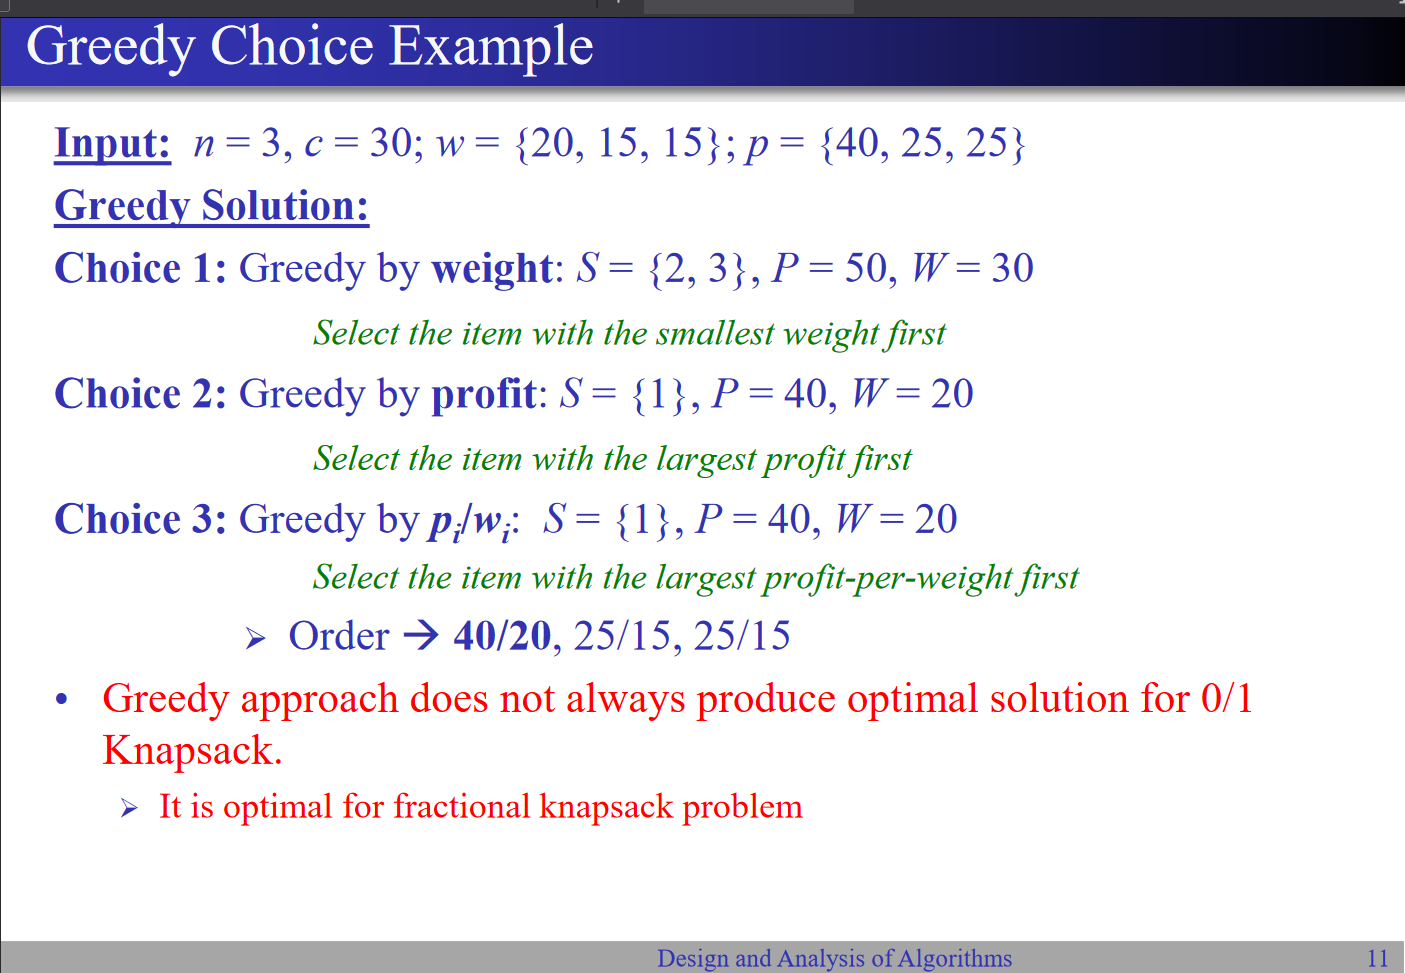 Greedy Choice Example
Input: n = 3, c = 30; w = {20, 15, 15}; p = {40, 25, 25}
Greedy Solution:
Choice 1: Greedy by weight: S = {2, 3}, P = 50, W = 30
Select the item with the smallest weight first
Choice 2: Greedy by profit: S = {1}, P = 40, W = 20
Select the item with the largest profit first
Choice 3: Greedy by pi/wi: S = {1}, P = 40, W = 20
Select the item with the largest profit-per-weight first
➢ Order → 40/20, 25/15, 25/15
• Greedy approach does not always produce optimal solution for 0/1
Knapsack.
➢ It is optimal for fractional knapsack problem
Design and Analysis of Algorithms
11